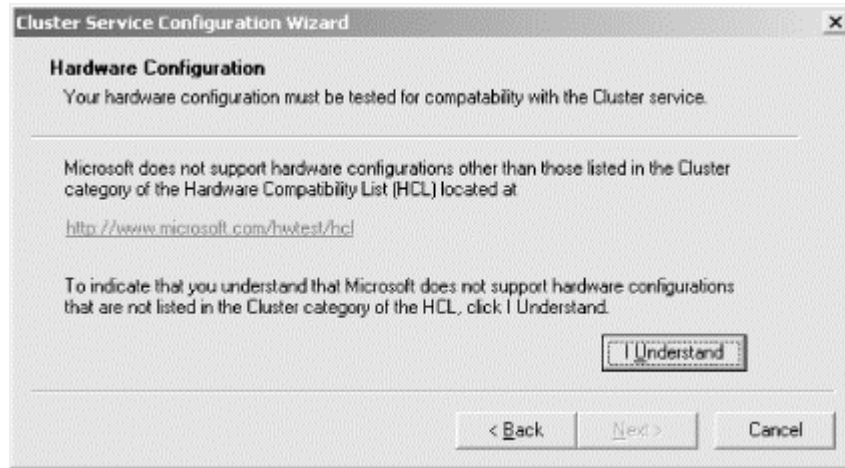 Cluster Service Configuration Wizard
Hardware Configuration
Your hardware configuration must be tested for compatability with the Cluster service.
Microsoft does not support hardware configurations other than those listed in the Cluster
category of the Hardware Compatibility List (HCL) located at
http://www.microsoft.com/hwtest/hcl
To indicate that you understand that Microsoft does not support hardware configurations
that are not listed in the Cluster category of the HCL, click I Understand.
I Understand
< Back Next > Cancel